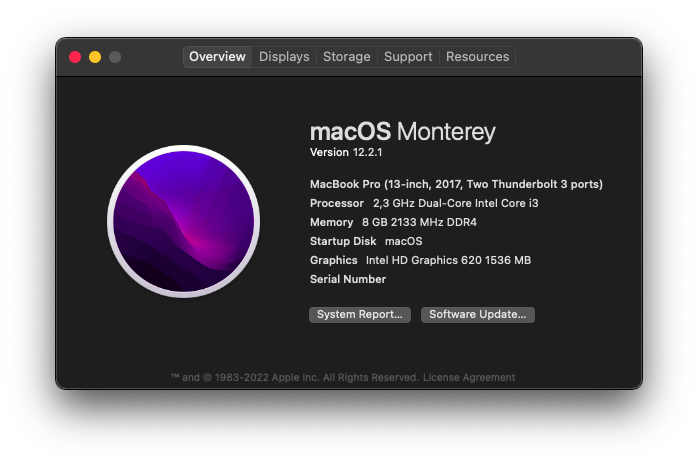 Overview Displays Storage Support Resources
macOS Monterey
Version 12.2.1
MacBook Pro (13-inch, 2017, Two Thunderbolt 3 ports)
Processor 2,3 GHz Dual-Core Intel Core i3
Memory 8 GB 2133 MHz DDR4
Startup Disk macOS
Graphics Intel HD Graphics 620 1536 MB
Serial Number
System Report... Software Update...
™ and © 1983-2022 Apple Inc. All Rights Reserved. License Agreement